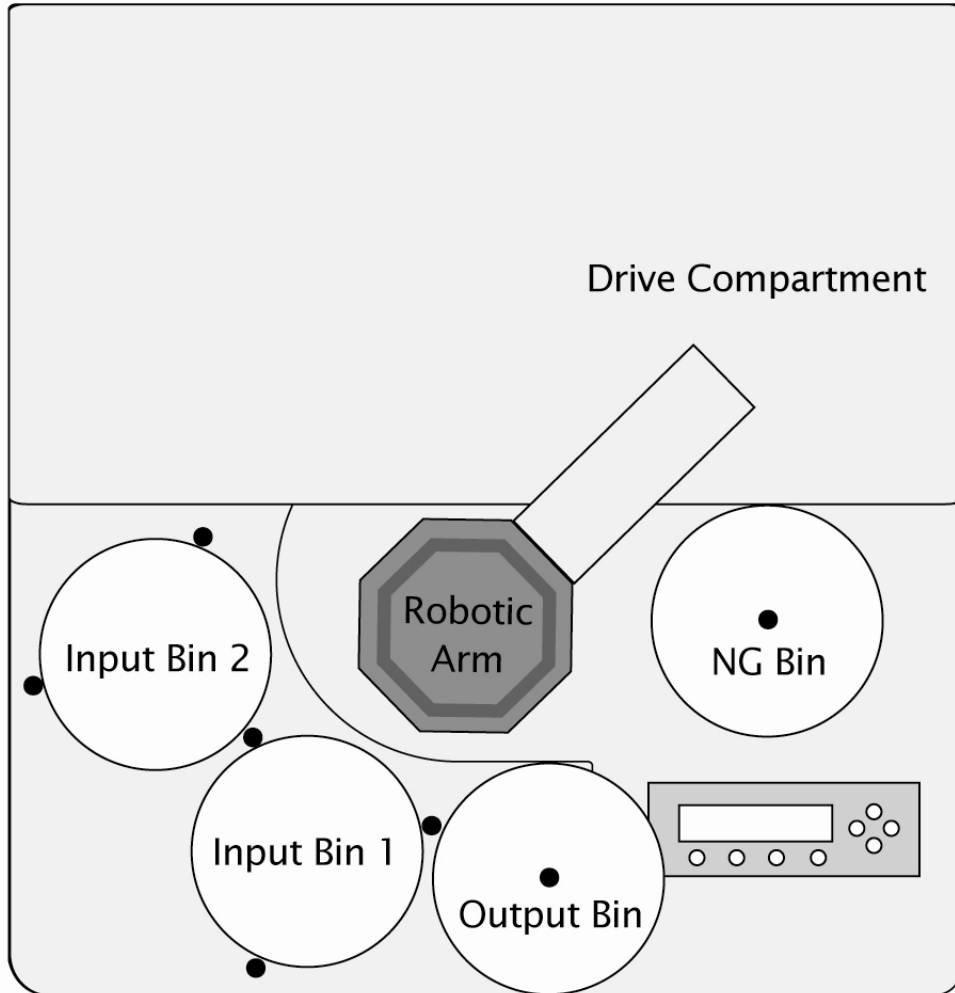 Drive Compartment
Robotic
Arm
Input Bin 2
NG Bin
Input Bin 1
Output Bin